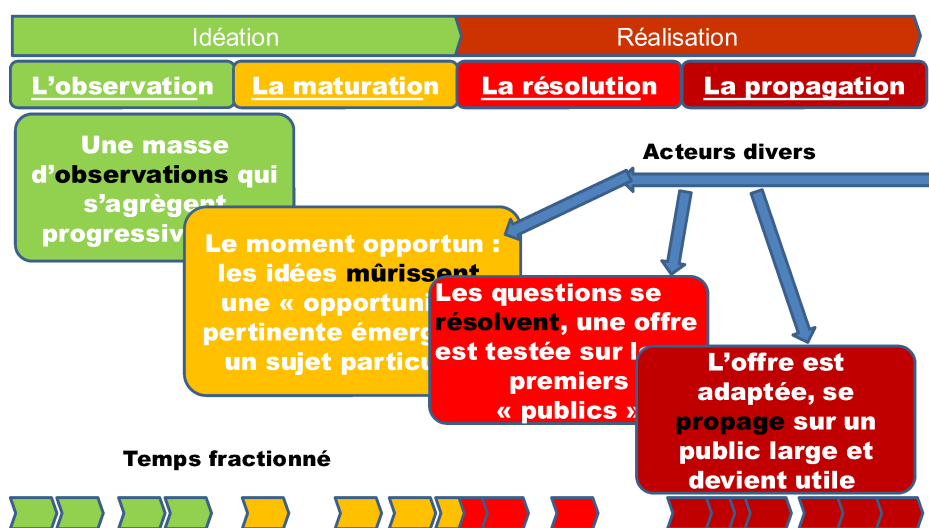 Idéation
Réalisation
L’observation
La maturation
La résolution
La propagation
Une masse
d’observations qui
s’agrègent
progressiv
Acteurs divers
Le moment opportun :
les idées mûrissent
une « opportuni
pertinente émerg
un sujet particu
Les questions se
résolvent, une offre
est testée sur l
premiers
« publics »
L’offre est
adaptée, se
propage sur un
public large et
devient utile
Temps fractionné